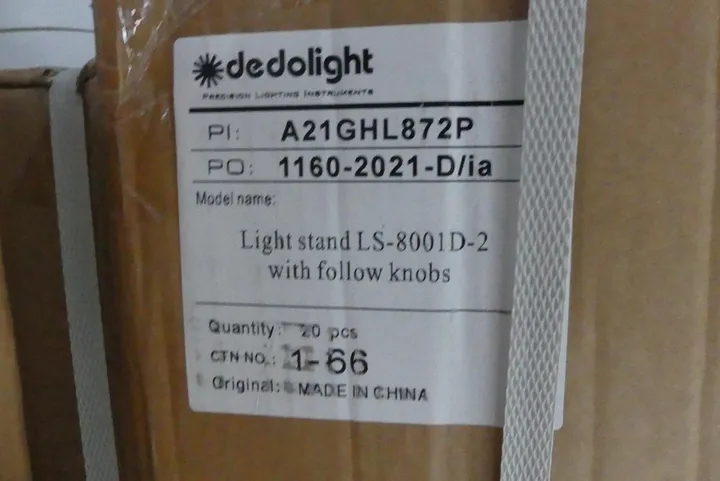 dedolight
PRECISION LIGHTING INSTRUMENTS
PI: A21GHL872P
PO: 1160-2021-D/ia
Model name:
Light stand LS-8001D-2
with follow knobs
Quantity: 20 pcs
CTN NO.: 1-66
Original: MADE IN CHINA